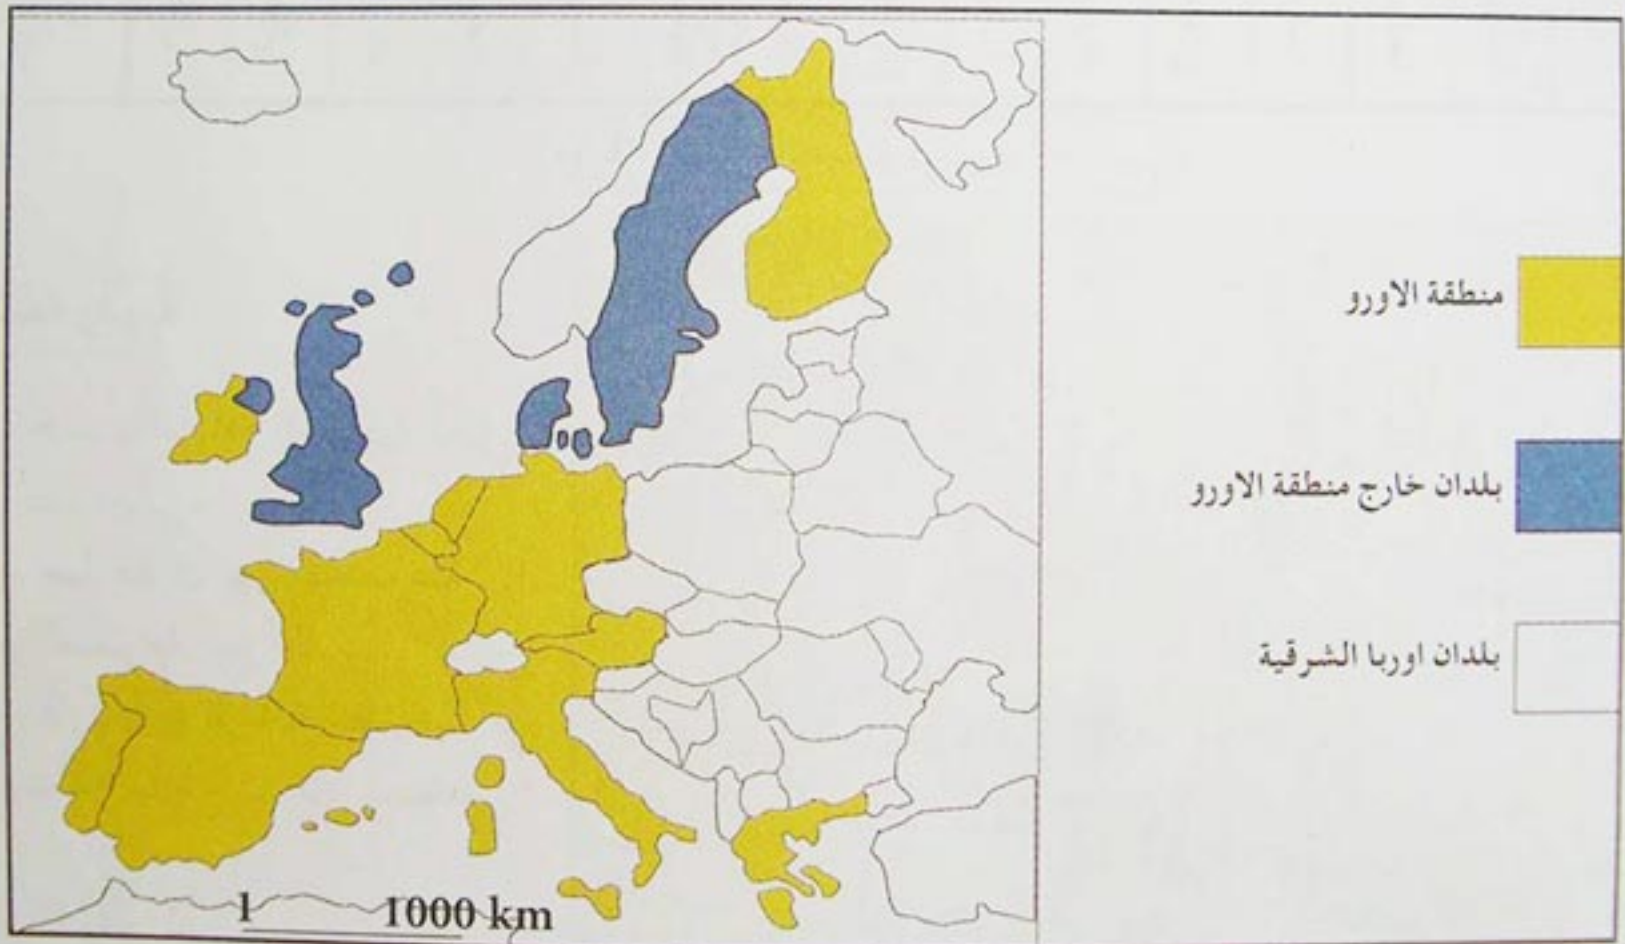 منطقة الاورو
بلدان خارج منطقة الاورو
بلدان اوربا الشرقية
1 1000 km